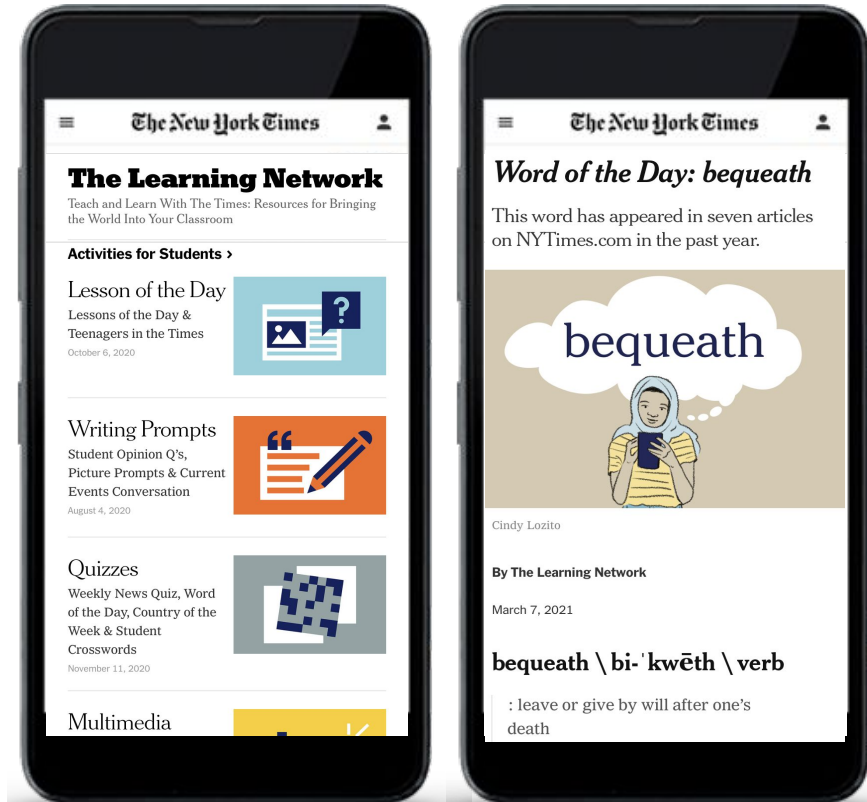 The New York Times
The Learning Network
Teach and Learn With The Times: Resources for Bringing
the World Into Your Classroom
Activities for Students ›
Lesson of the Day
Lessons of the Day &
Teenagers in the Times
October 6, 2020
?
Writing Prompts
Student Opinion Q's,
Picture Prompts & Current
Events Conversation
August 4, 2020
“
Quizzes
Weekly News Quiz, Word
of the Day, Country of the
Week & Student
Crosswords
November 11, 2020
Multimedia
The New York Times
Word of the Day: bequeath
This word has appeared in seven articles
on NYTimes.com in the past year.
bequeath
Cindy Lozito
By The Learning Network
March 7, 2021
bequeath \ bi-ˈkwēth \ verb
: leave or give by will after one’s
death